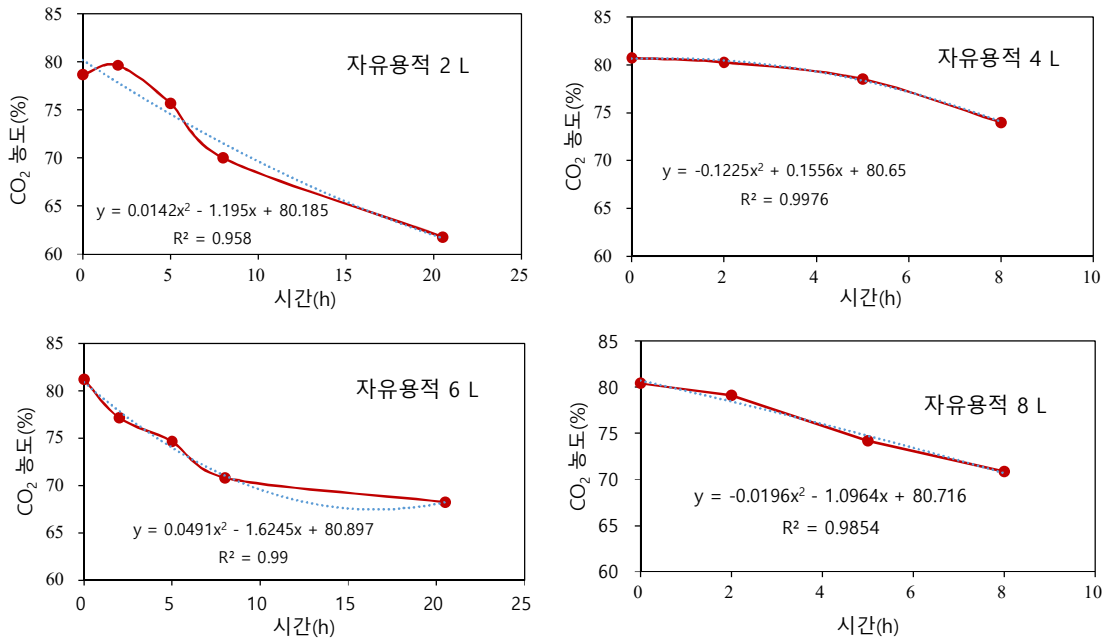 85
80
75
70
65
60
CO₂ 농도(%)
자유용적 2 L
y = 0.0142x² - 1.195x + 80.185
R² = 0.958
0 5 10 15 20 25
시간(h)
85
80
75
70
65
60
CO₂ 농도(%)
자유용적 4 L
y = -0.1225x² + 0.1556x + 80.65
R² = 0.9976
0 2 4 6 8 10
시간(h)
85
80
75
70
65
60
CO₂ 농도(%)
자유용적 6 L
y = 0.0491x² - 1.6245x + 80.897
R² = 0.99
0 5 10 15 20 25
시간(h)
85
80
75
70
65
60
CO₂ 농도(%)
자유용적 8 L
y = -0.0196x² - 1.0964x + 80.716
R² = 0.9854
0 2 4 6 8 10
시간(h)